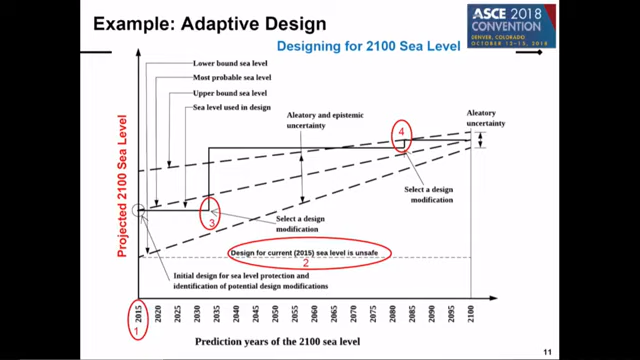 Example: Adaptive Design
ASCE 2018
CONVENTION
DENVER, COLORADO
OCTOBER 12–15, 2018
Designing for 2100 Sea Level
Lower bound sea level
Most probable sea level
Upper bound sea level
Sea level used in design
Aleatory and epistemic
uncertainty
Aleatory
uncertainty
4
Select a design
modification
3
Select a design
modification
Design for current (2015) sea level is unsafe
2
Initial design for sea level protection and
identification of potential design modifications
Projected 2100 Sea Level
2015
2020
2025
2030
2035
2040
2045
2050
2055
2060
2065
2070
2075
2080
2085
2090
2095
2100
1
Prediction years of the 2100 sea level
11